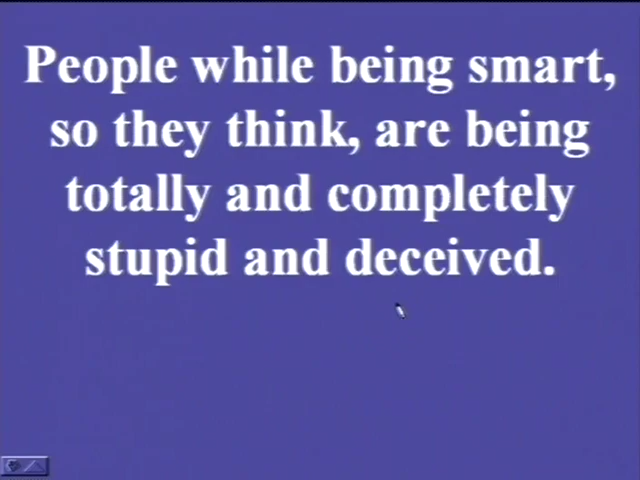 People while being smart,
so they think, are being
totally and completely
stupid and deceived.